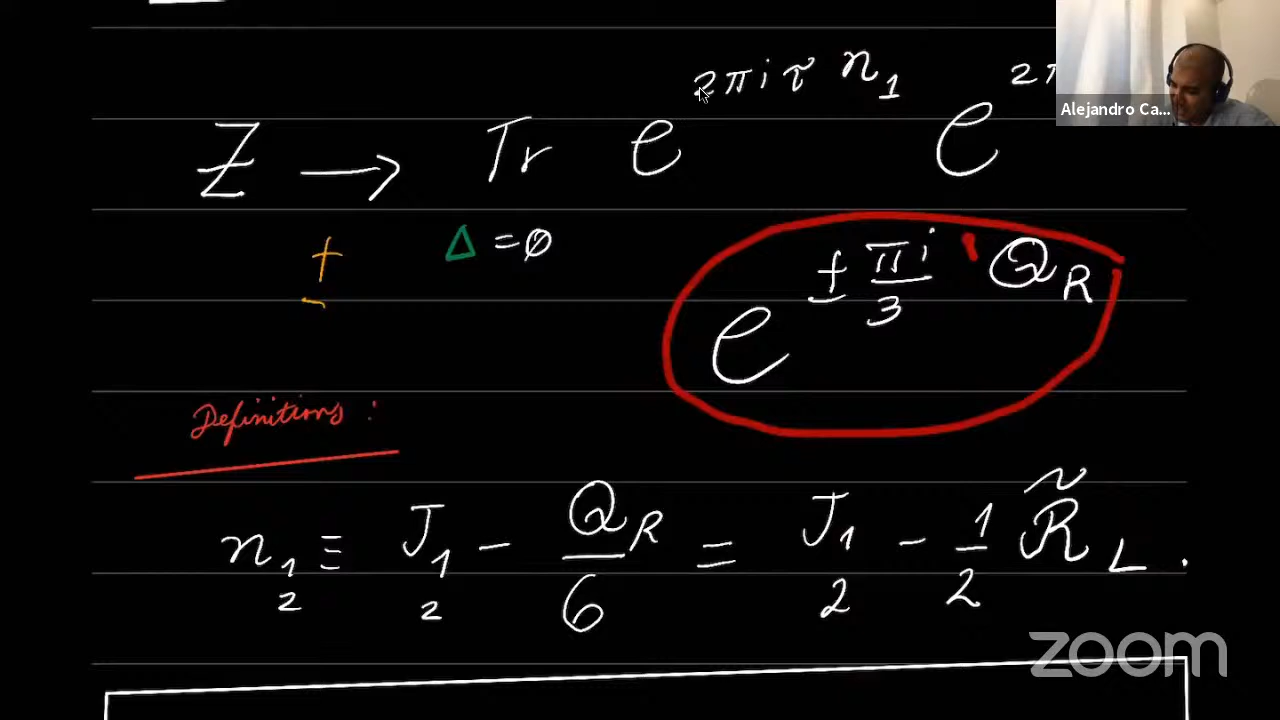 2πiτ n₁ 2π
Alejandro Ca...
Z → Tr e e
± Δ = ∅
e ± πi/3 Q_R
Definitions :
n₁ ≡ J₁ - Q_R/6 = J₁ - 1/2 R̃_L .
2 2 2
zoom